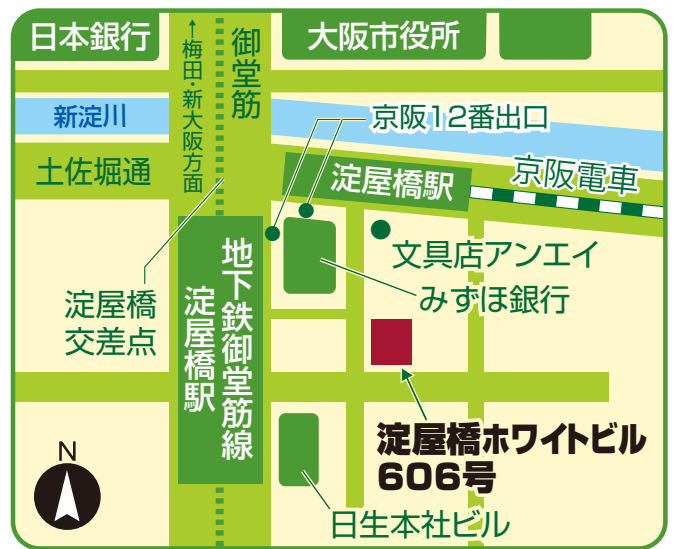 日本銀行
←梅田・新大阪方面
御堂筋
大阪市役所
新淀川
京阪12番出口
土佐堀通
淀屋橋駅
京阪電車
文具店アンエイ
みずほ銀行
淀屋橋
交差点
地下鉄御堂筋線
淀屋橋駅
淀屋橋ホワイトビル
606号
N
日生本社ビル